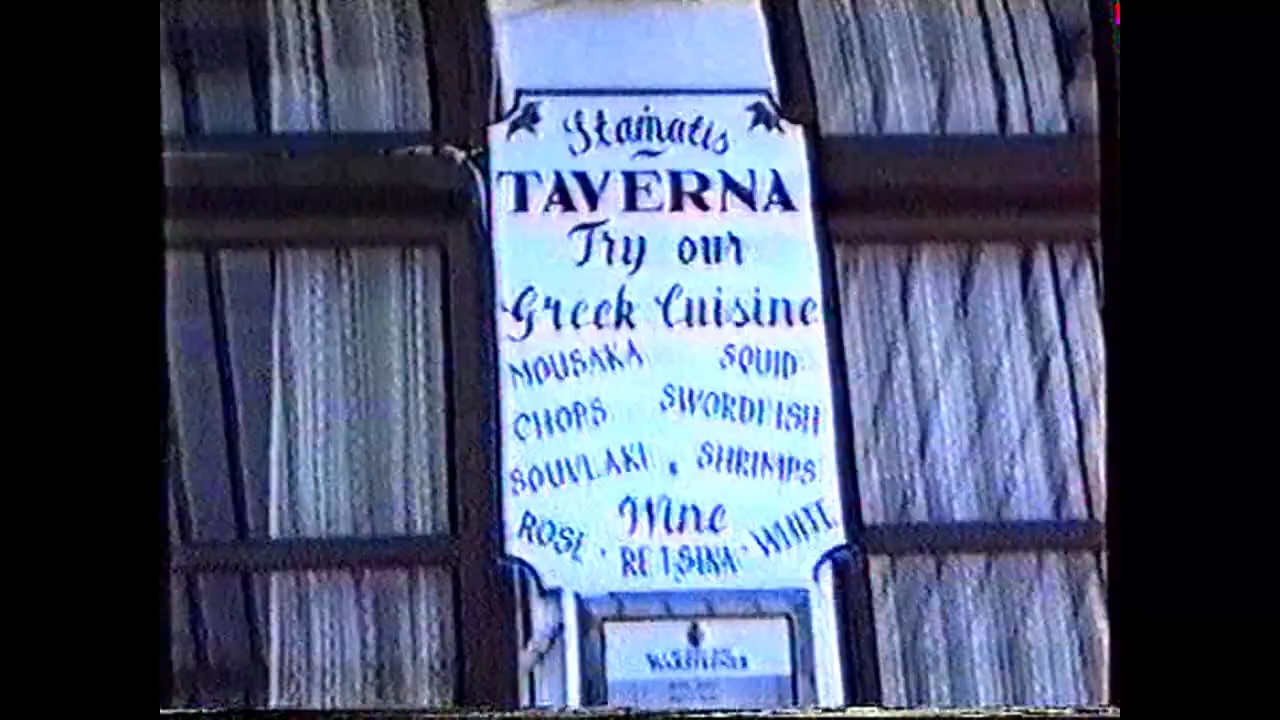 Stamatis
TAVERNA
Try our
Greek Cuisine
MOUSAKA SQUID
CHOPS SWORDFISH
SOUVLAKI . SHRIMPS
Wine
ROSE · RETSINA · WHITE